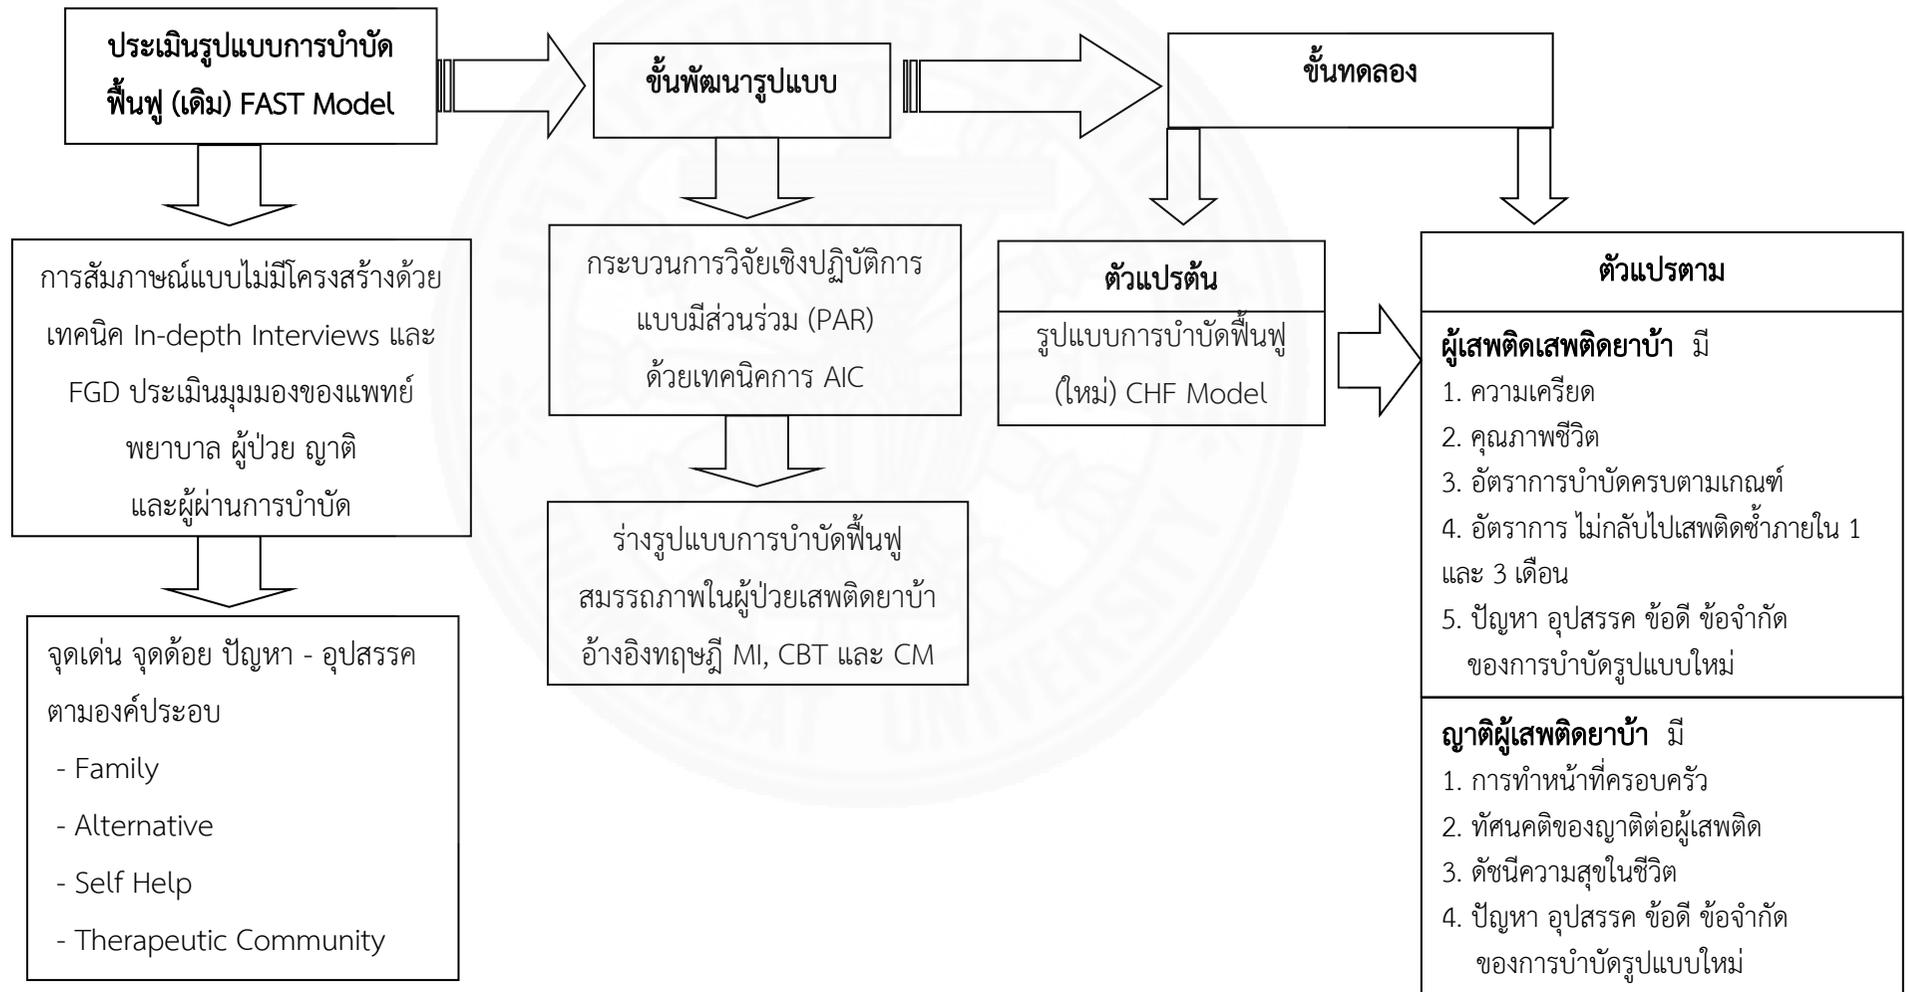 ประเมินรูปแบบการบำบัด
ฟื้นฟู (เดิม) FAST Model
ขั้นพัฒนารูปแบบ
ขั้นทดลอง
การสัมภาษณ์แบบไม่มีโครงสร้างด้วย
เทคนิค In-depth Interviews และ
FGD ประเมินมุมมองของแพทย์
พยาบาล ผู้ป่วย ญาติ
และผู้ผ่านการบำบัด
จุดเด่น จุดด้อย ปัญหา - อุปสรรค
ตามองค์ประกอบ
- Family
- Alternative
- Self Help
- Therapeutic Community
กระบวนการวิจัยเชิงปฏิบัติการ
แบบมีส่วนร่วม (PAR)
ด้วยเทคนิคการ AIC
ร่างรูปแบบการบำบัดฟื้นฟู
สมรรถภาพในผู้ป่วยเสพติดยาบ้า
อ้างอิงทฤษฎี MI, CBT และ CM
ตัวแปรต้น
รูปแบบการบำบัดฟื้นฟู
(ใหม่) CHF Model
ตัวแปรตาม
ผู้เสพติดเสพติดยาบ้า มี
1. ความเครียด
2. คุณภาพชีวิต
3. อัตราการบำบัดครบตามเกณฑ์
4. อัตราการ ไม่กลับไปเสพติดซ้ำภายใน 1
และ 3 เดือน
5. ปัญหา อุปสรรค ข้อดี ข้อจำกัด
ของการบำบัดรูปแบบใหม่
ญาติผู้เสพติดยาบ้า มี
1. การทำหน้าที่ครอบครัว
2. ทัศนคติของญาติต่อผู้เสพติด
3. ดัชนีความสุขในชีวิต
4. ปัญหา อุปสรรค ข้อดี ข้อจำกัด
ของการบำบัดรูปแบบใหม่